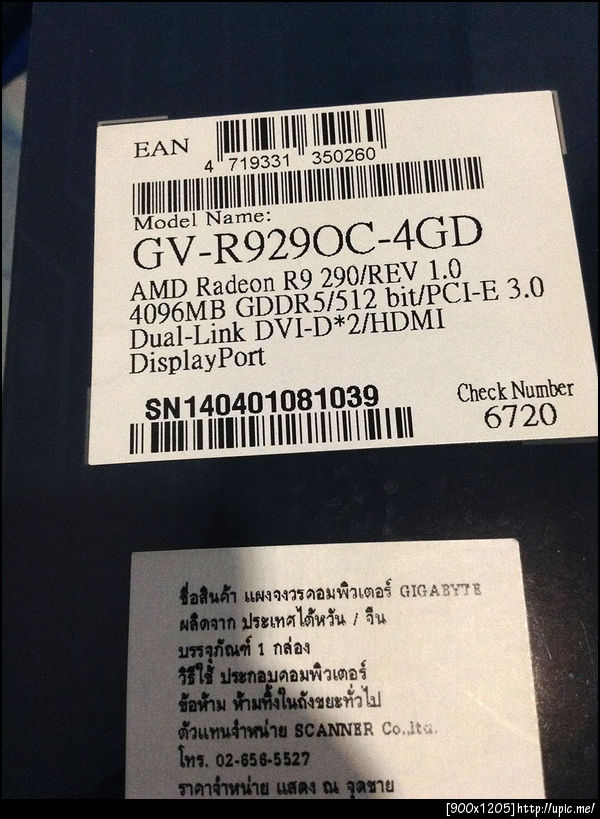 EAN
4 719331 350260
Model Name:
GV-R929OC-4GD
AMD Radeon R9 290/REV 1.0
4096MB GDDR5/512 bit/PCI-E 3.0
Dual-Link DVI-D*2/HDMI
DisplayPort
SN140401081039
Check Number
6720
ชื่อสินค้า แผงวงจรคอมพิวเตอร์ GIGABYTE
ผลิตจาก ประเทศไต้หวัน / จีน
บรรจุภัณฑ์ 1 กล่อง
วิธีใช้ ประกอบคอมพิวเตอร์
ข้อห้าม ห้ามทิ้งในถังขยะทั่วไป
ตัวแทนจำหน่าย SCANNER Co.,ltd.
โทร. 02-656-5527
ราคาจำหน่าย แสดง ณ จุดขาย
[900x1205]http://upic.me/